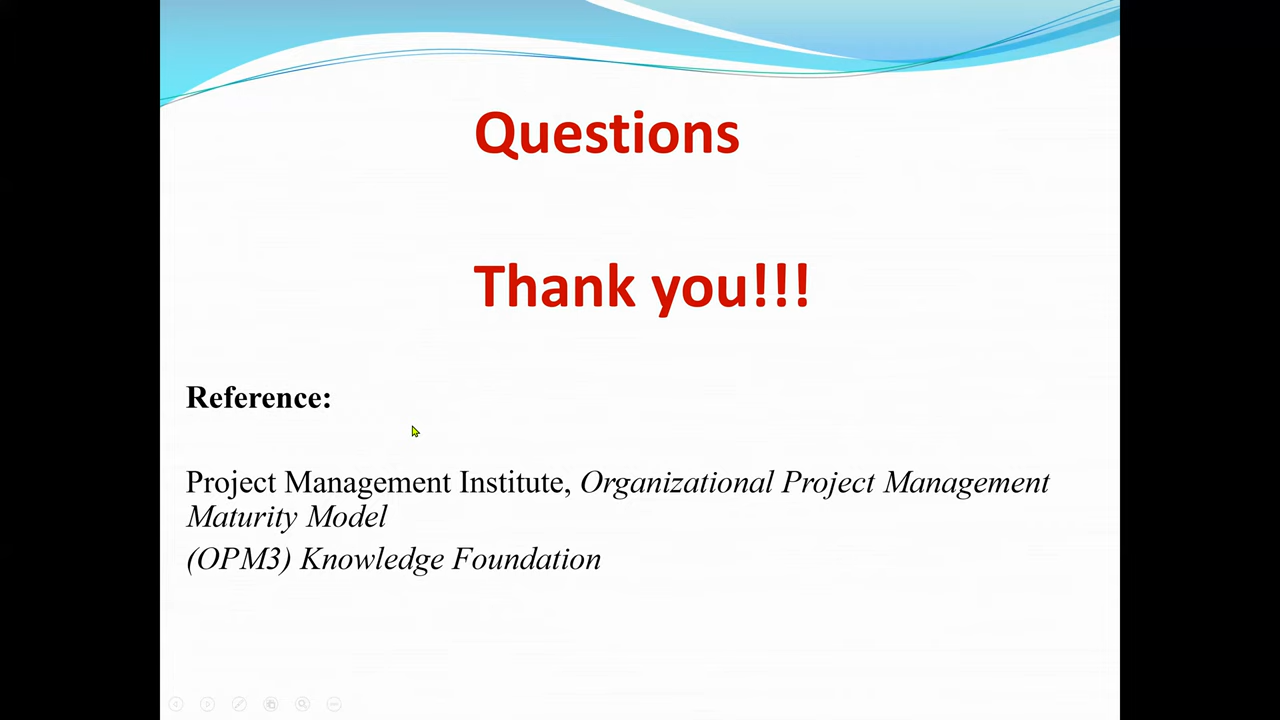 Questions
Thank you!!!
Reference:
Project Management Institute, Organizational Project Management
Maturity Model
(OPM3) Knowledge Foundation